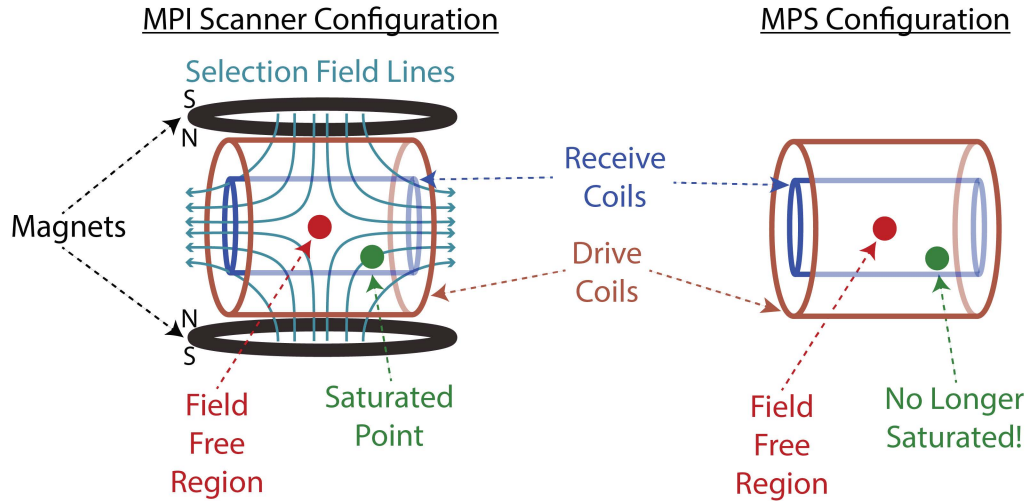 MPI Scanner Configuration
MPS Configuration
Selection Field Lines
S
N
Receive
Coils
Magnets
Drive
Coils
N
S
Field
Free
Region
Saturated
Point
Field
Free
Region
No Longer
Saturated!